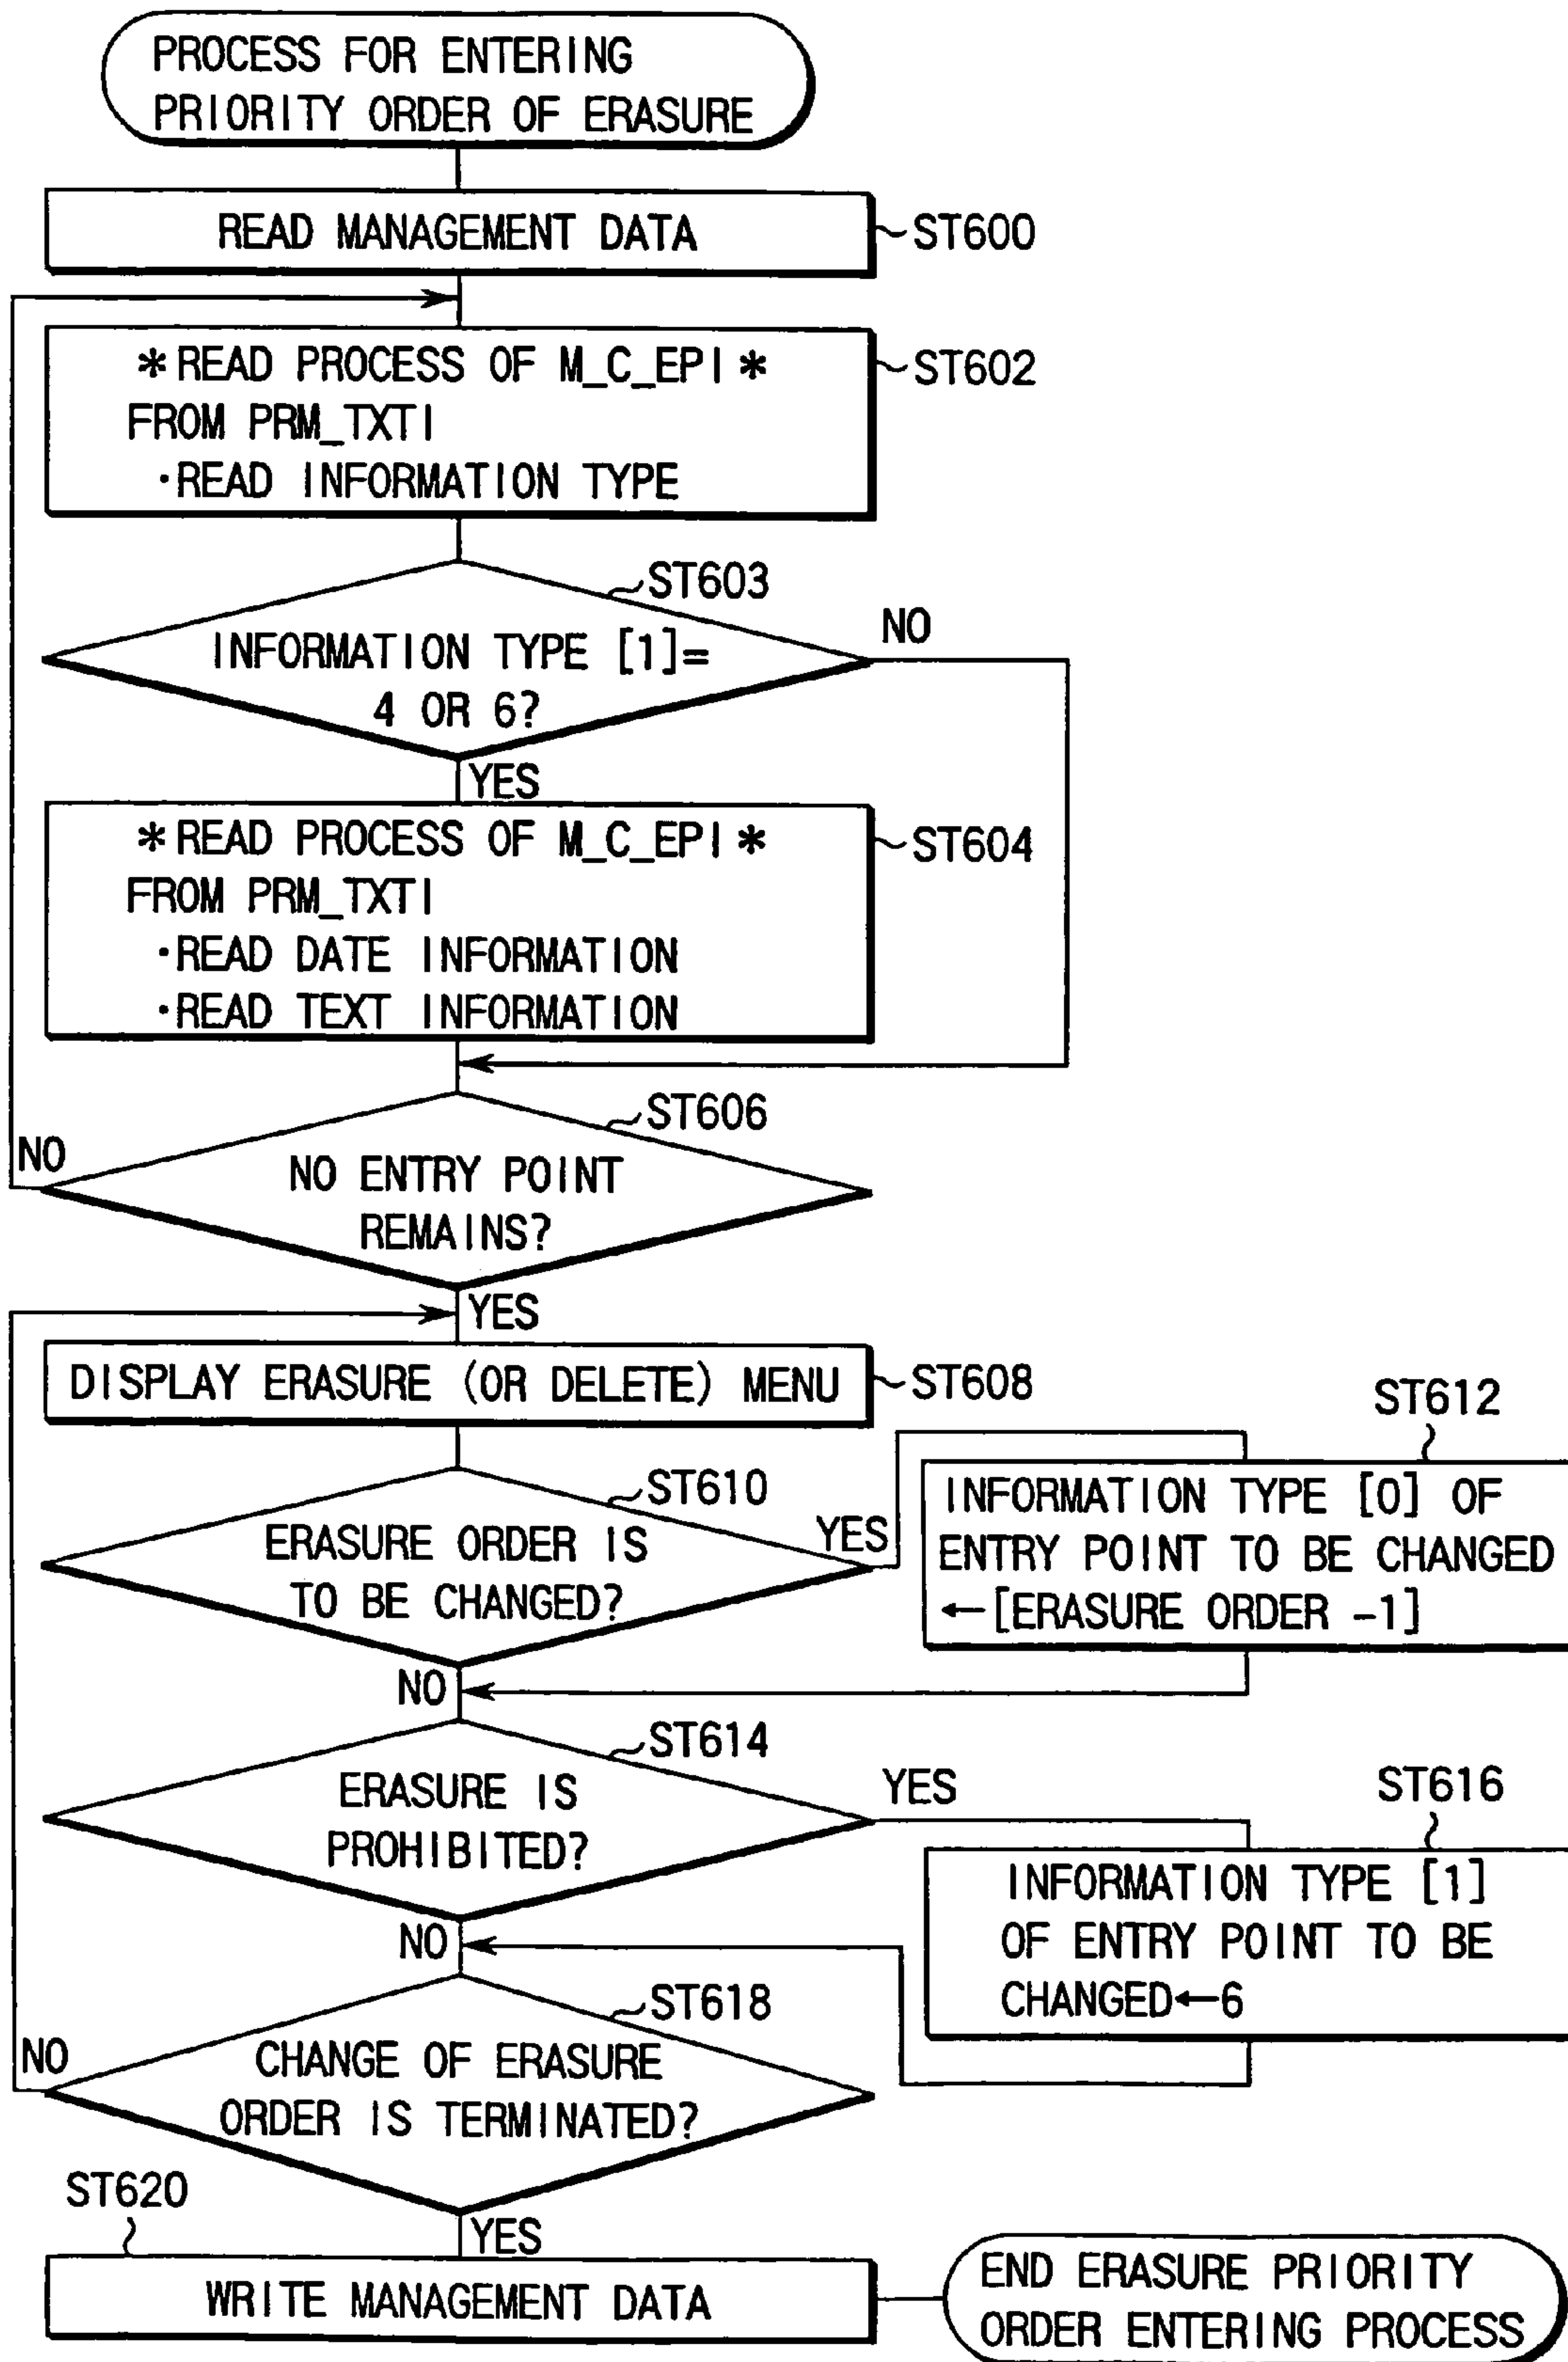 PROCESS FOR ENTERING
PRIORITY ORDER OF ERASURE
READ MANAGEMENT DATA
ST600
*READ PROCESS OF M_C_EPI*
FROM PRM_TXTI
·READ INFORMATION TYPE
ST602
ST603
INFORMATION TYPE [1]=
4 OR 6?
NO
YES
*READ PROCESS OF M_C_EPI*
FROM PRM_TXTI
·READ DATE INFORMATION
·READ TEXT INFORMATION
ST604
ST606
NO ENTRY POINT
REMAINS?
NO
YES
DISPLAY ERASURE (OR DELETE) MENU
ST608
ST610
ERASURE ORDER IS
TO BE CHANGED?
YES
ST612
INFORMATION TYPE [0] OF
ENTRY POINT TO BE CHANGED
←[ERASURE ORDER -1]
NO
ST614
ERASURE IS
PROHIBITED?
YES
ST616
INFORMATION TYPE [1]
OF ENTRY POINT TO BE
CHANGED←6
NO
ST618
CHANGE OF ERASURE
ORDER IS TERMINATED?
NO
YES
ST620
WRITE MANAGEMENT DATA
END ERASURE PRIORITY
ORDER ENTERING PROCESS